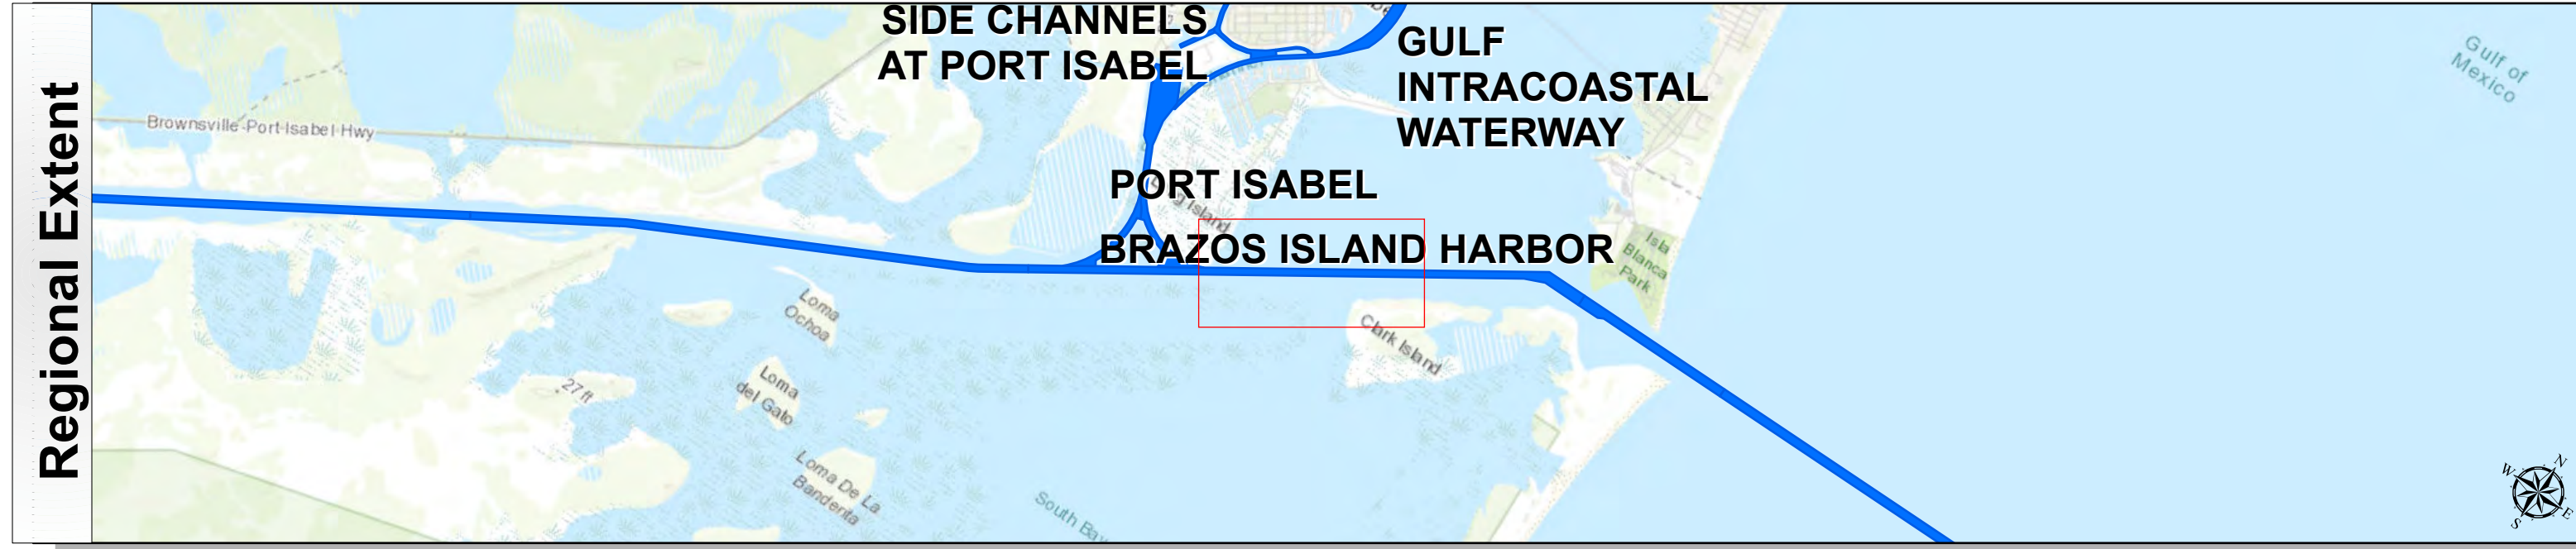 Regional Extent
SIDE CHANNELS
AT PORT ISABEL
GULF
INTRACOASTAL
WATERWAY
Gulf of
Mexico
Brownsville-Port Isabel Hwy
PORT ISABEL
Island
BRAZOS ISLAND HARBOR
Isla
Blanca
Park
Loma
Ochoa
Clark Island
27 ft
Loma
del Gato
Loma De La
Banderita
South Bay
N
W
E
S